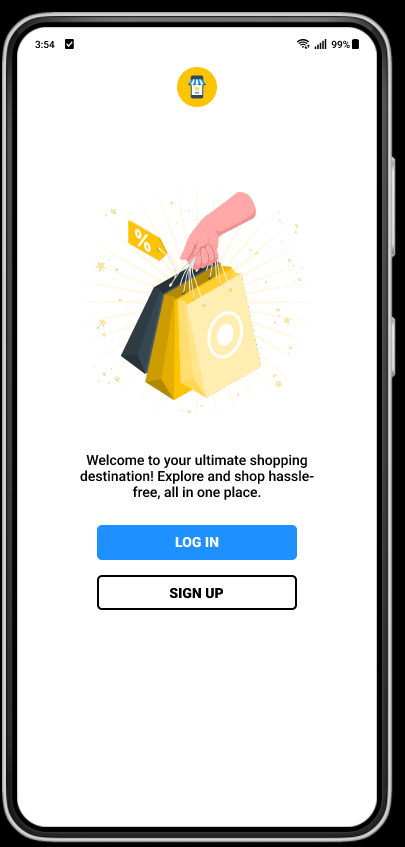 3:54
99%
%
Welcome to your ultimate shopping
destination! Explore and shop hassle-
free, all in one place.
LOG IN
SIGN UP